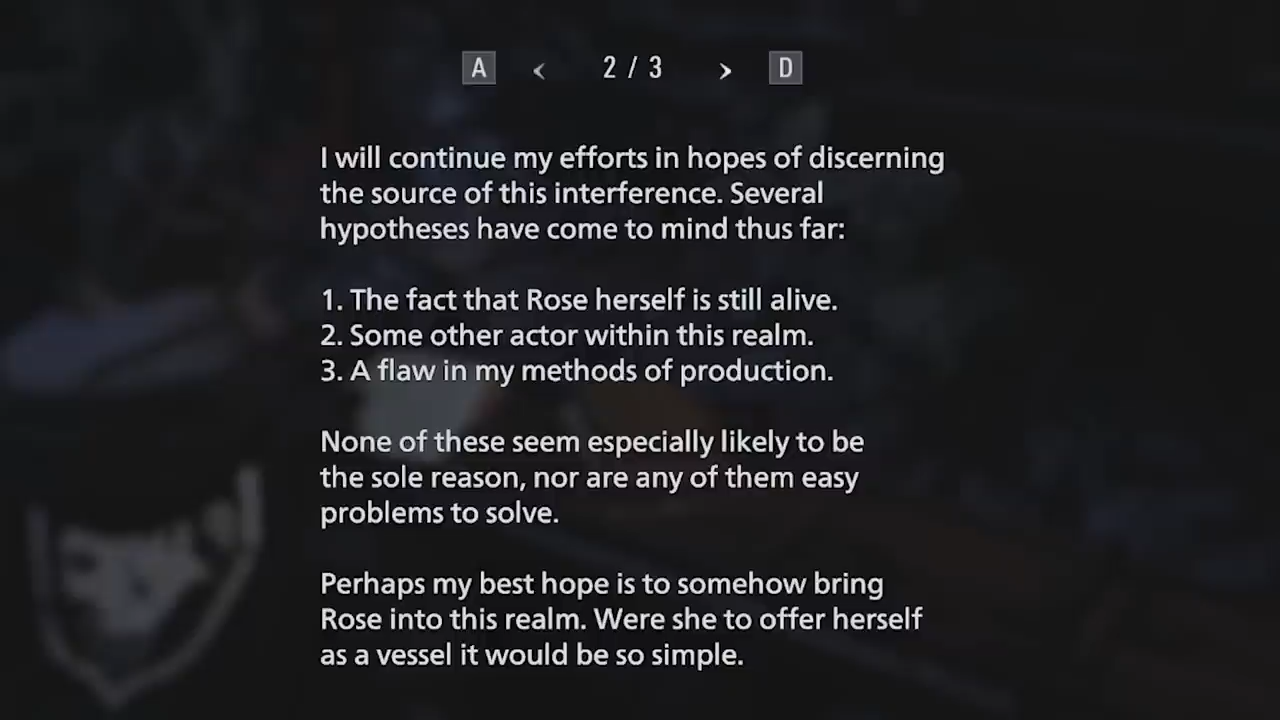 A < 2 / 3 > D
I will continue my efforts in hopes of discerning
the source of this interference. Several
hypotheses have come to mind thus far:
1. The fact that Rose herself is still alive.
2. Some other actor within this realm.
3. A flaw in my methods of production.
None of these seem especially likely to be
the sole reason, nor are any of them easy
problems to solve.
Perhaps my best hope is to somehow bring
Rose into this realm. Were she to offer herself
as a vessel it would be so simple.